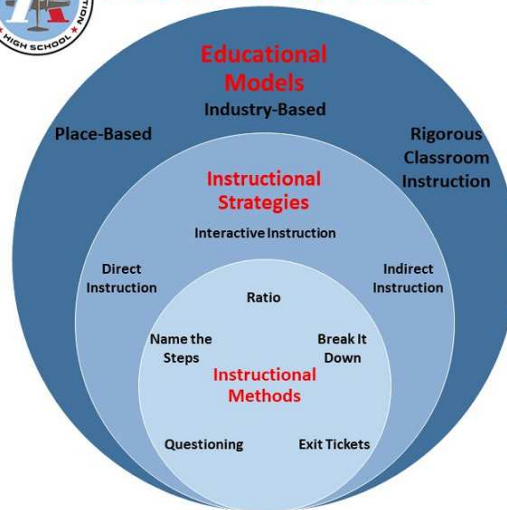 HIGH SCHOOL
Educational
Models
Industry-Based
Place-Based
Rigorous
Classroom
Instruction
Instructional
Strategies
Interactive Instruction
Direct
Instruction
Indirect
Instruction
Ratio
Name the
Steps
Break It
Down
Instructional
Methods
Questioning
Exit Tickets